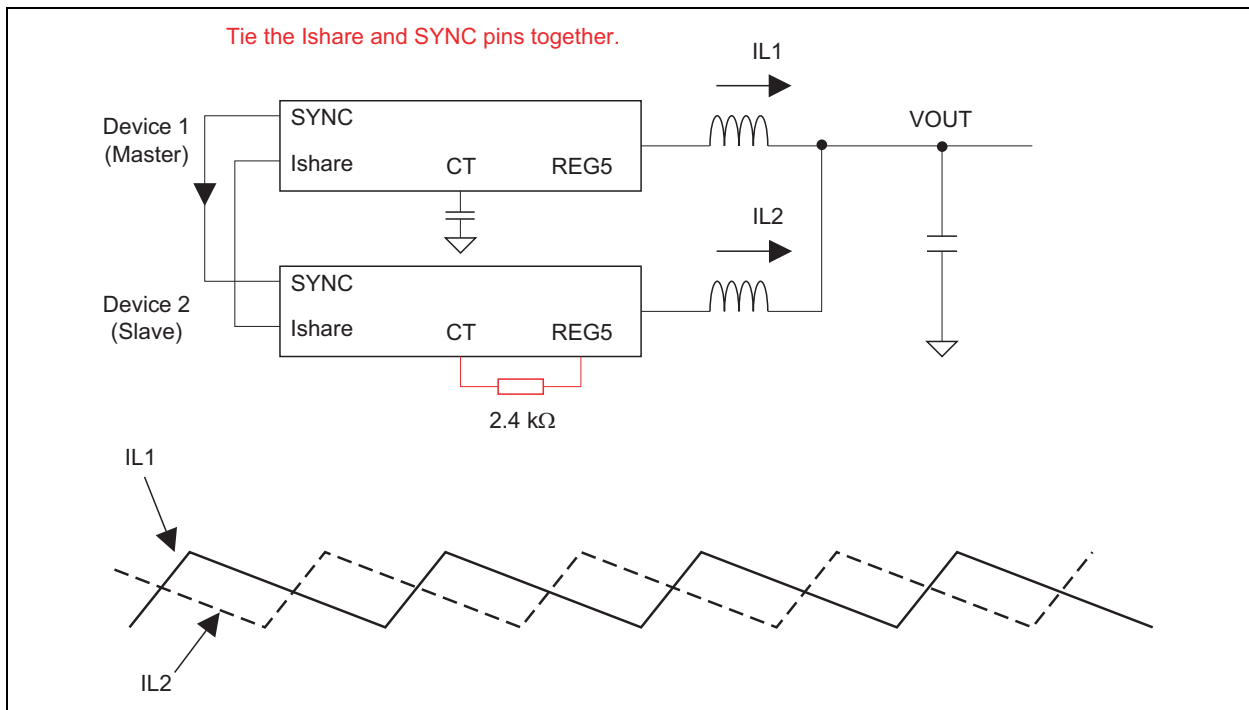 Tie the Ishare and SYNC pins together.
IL1
Device 1
(Master)
SYNC
Ishare
CT
REG5
VOUT
IL2
Device 2
(Slave)
SYNC
Ishare
CT
REG5
2.4 kΩ
IL1
IL2